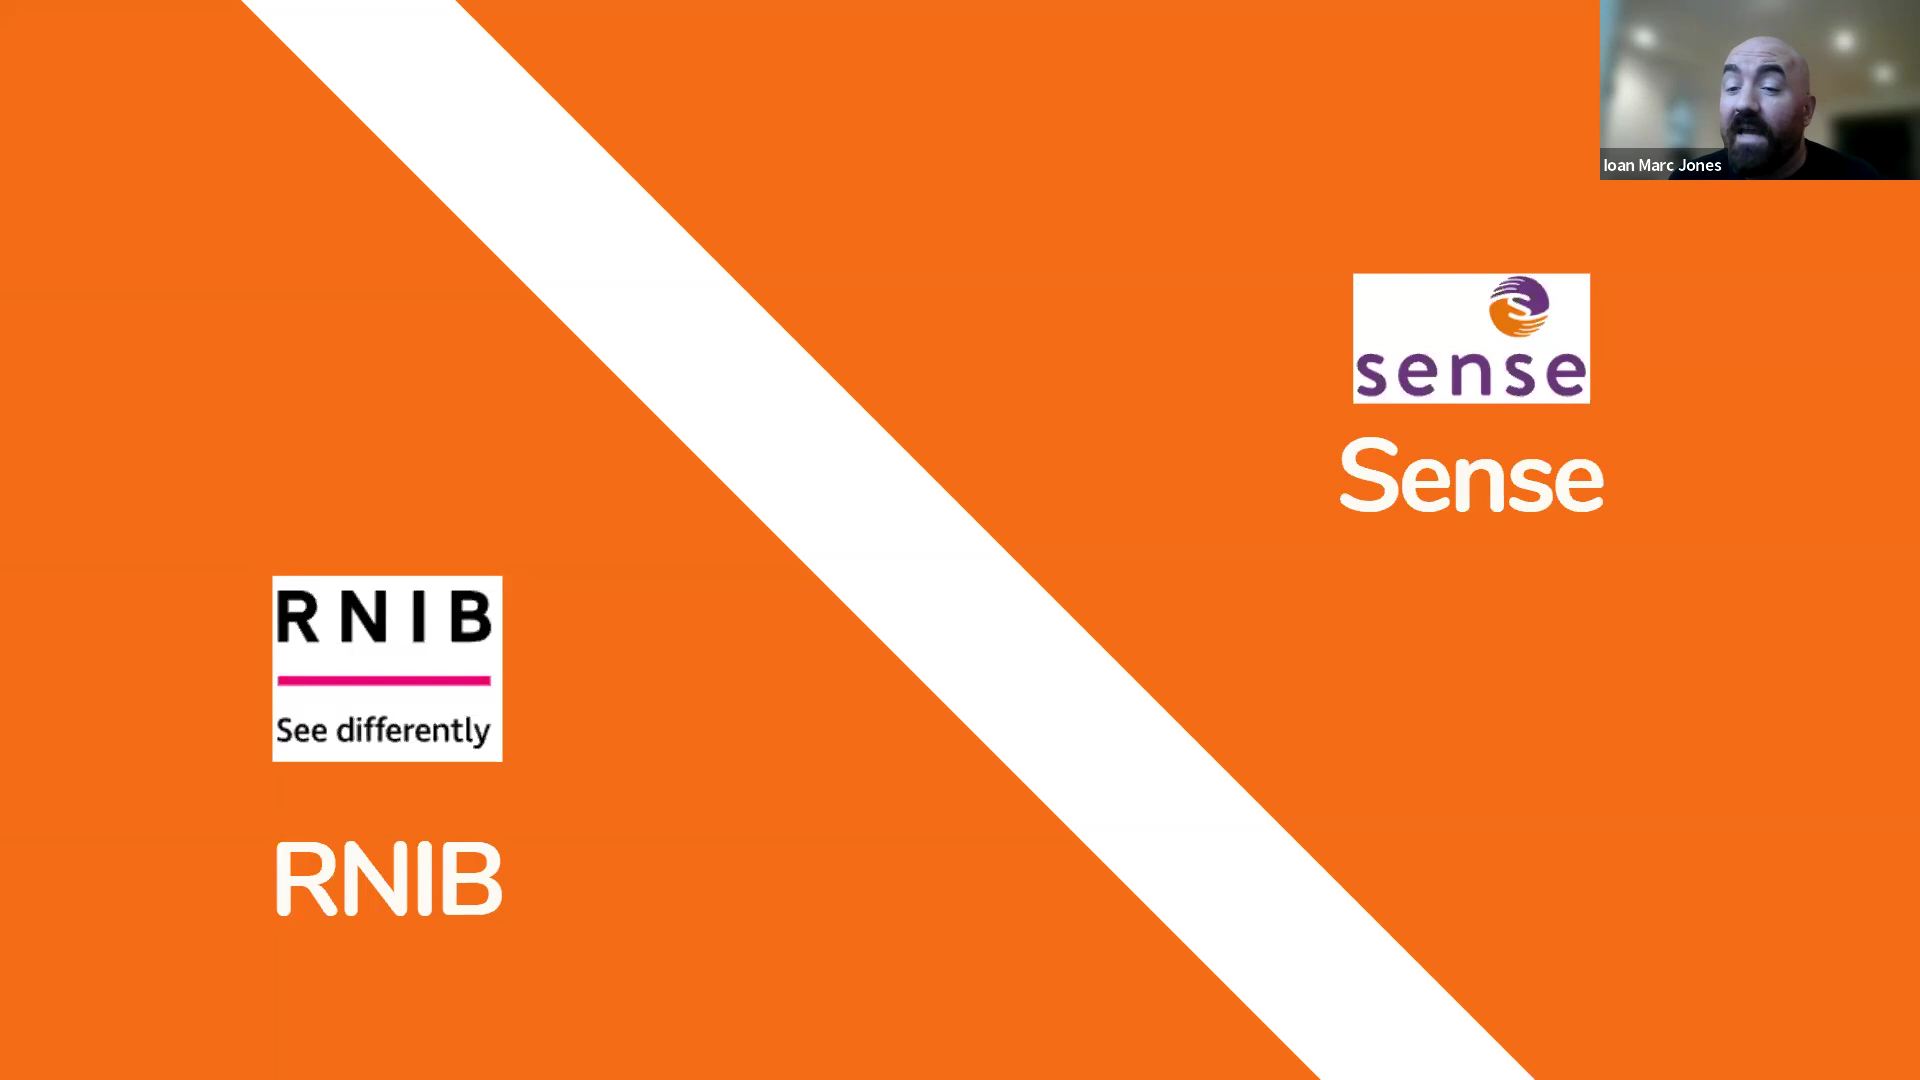 Ioan Marc Jones
sense
Sense
RNIB
See differently
RNIB